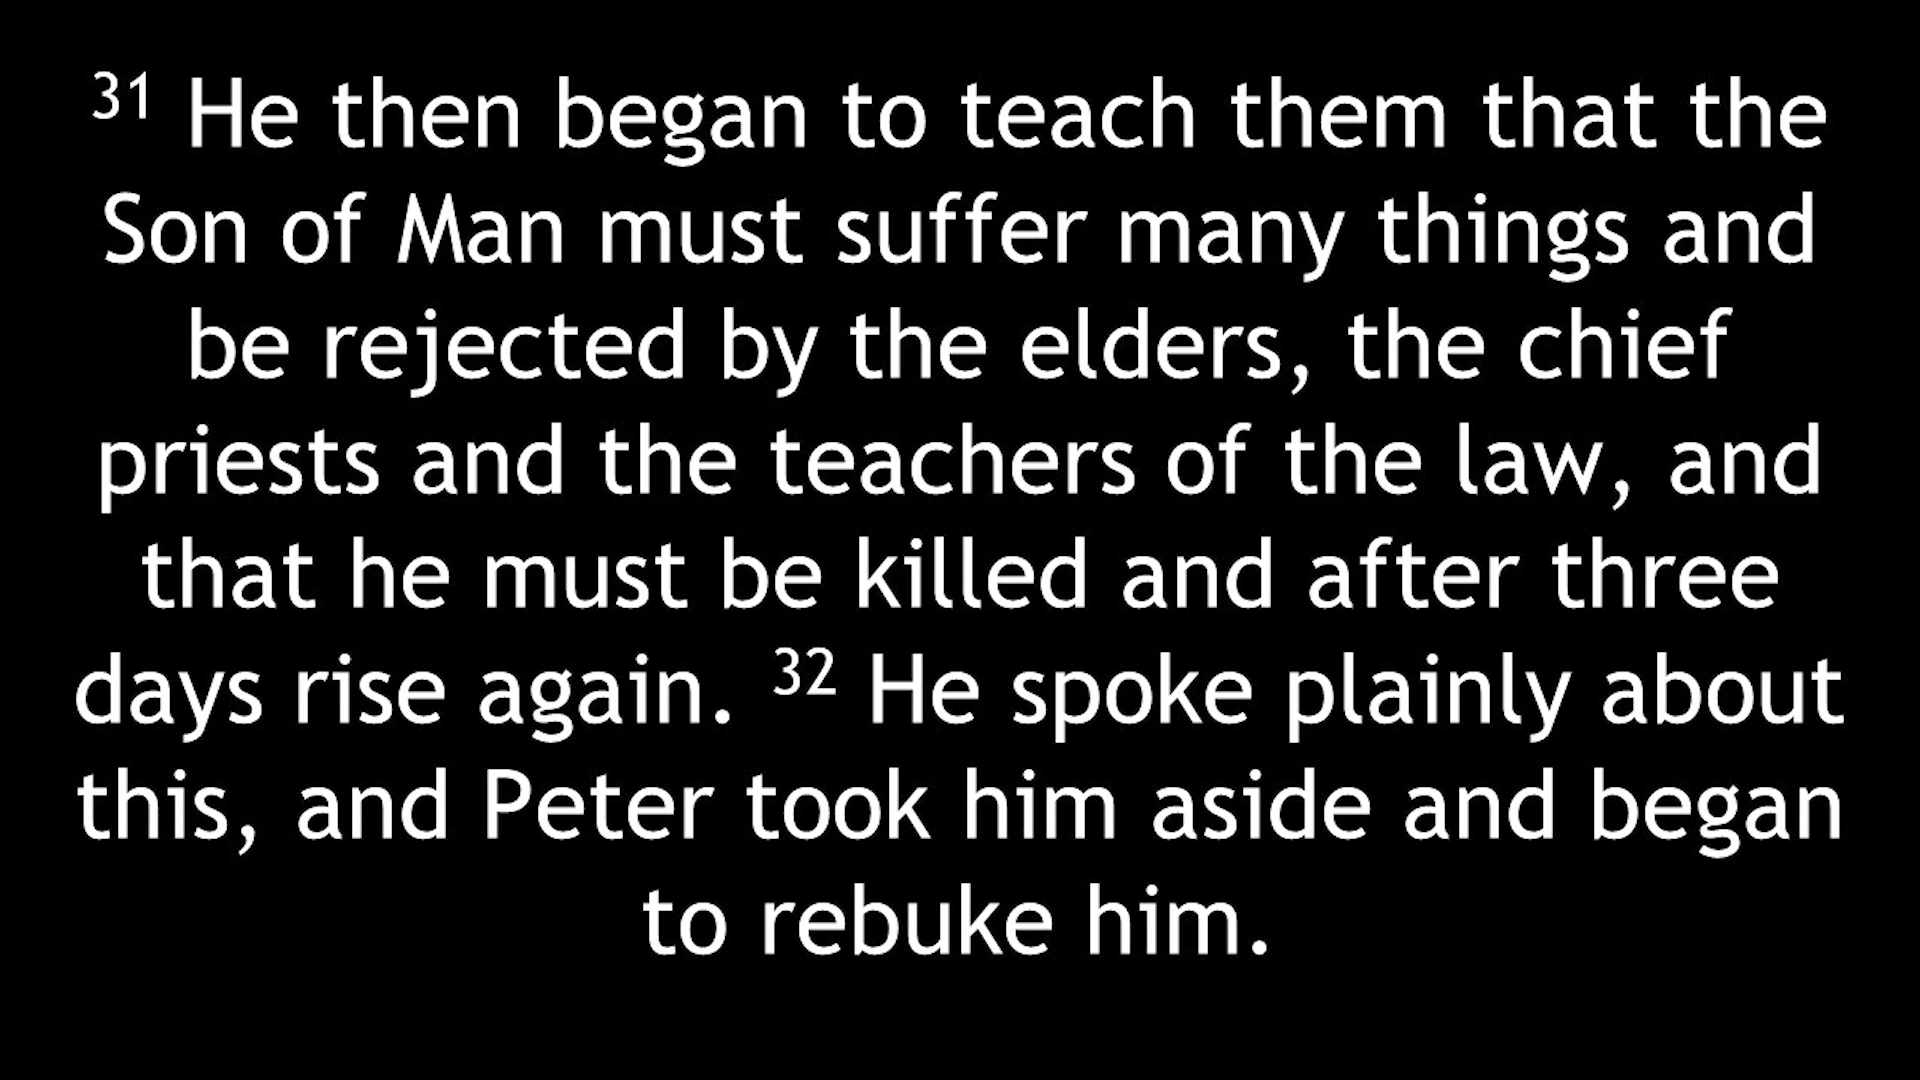 31 He then began to teach them that the
Son of Man must suffer many things and
be rejected by the elders, the chief
priests and the teachers of the law, and
that he must be killed and after three
days rise again. 32 He spoke plainly about
this, and Peter took him aside and began
to rebuke him.